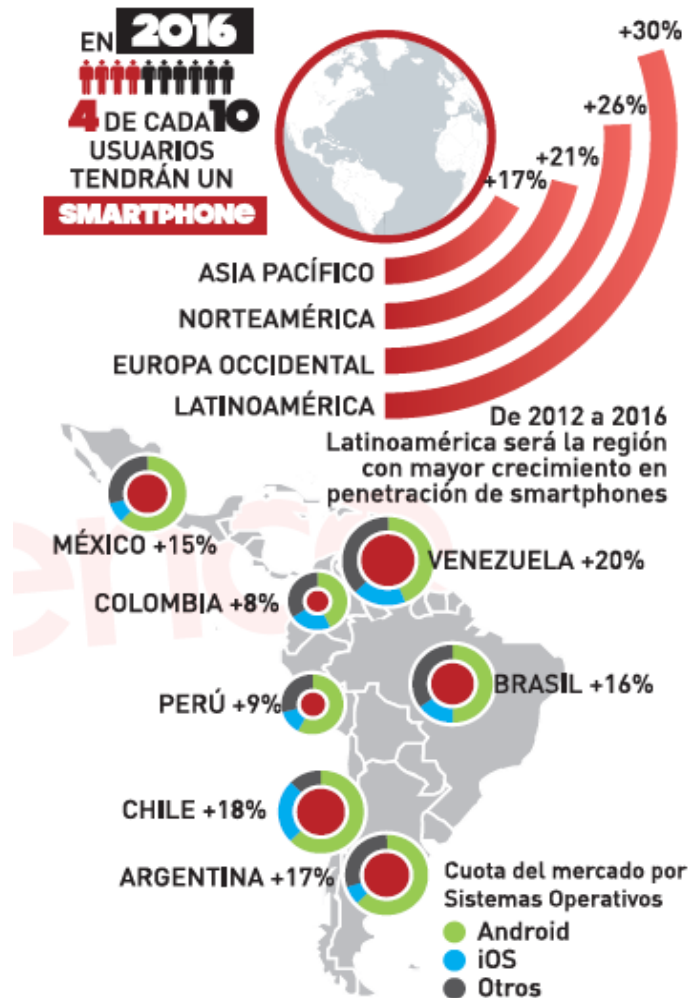 EN 2016
4 DE CADA 10
USUARIOS
TENDRÁN UN
SMARTPHONE
+30%
+26%
+21%
+17%
ASIA PACÍFICO
NORTEAMÉRICA
EUROPA OCCIDENTAL
LATINOAMÉRICA
De 2012 a 2016
Latinoamérica será la región
con mayor crecimiento en
penetración de smartphones
MÉXICO +15%
VENEZUELA +20%
COLOMBIA +8%
BRASIL +16%
PERÚ +9%
CHILE +18%
ARGENTINA +17%
Cuota del mercado por
Sistemas Operativos
Android
iOS
Otros